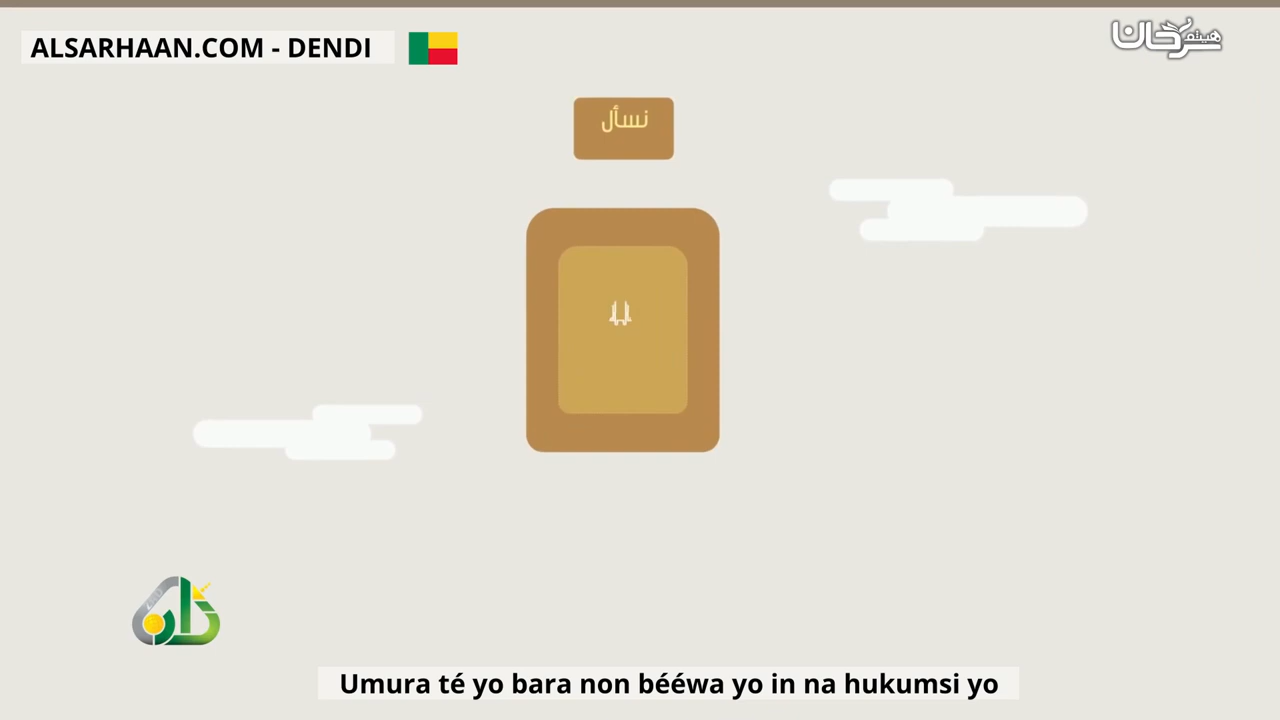 ALSARHAAN.COM - DENDI
نسأل
Umura té yo bara non bééwa yo in na hukumsi yo